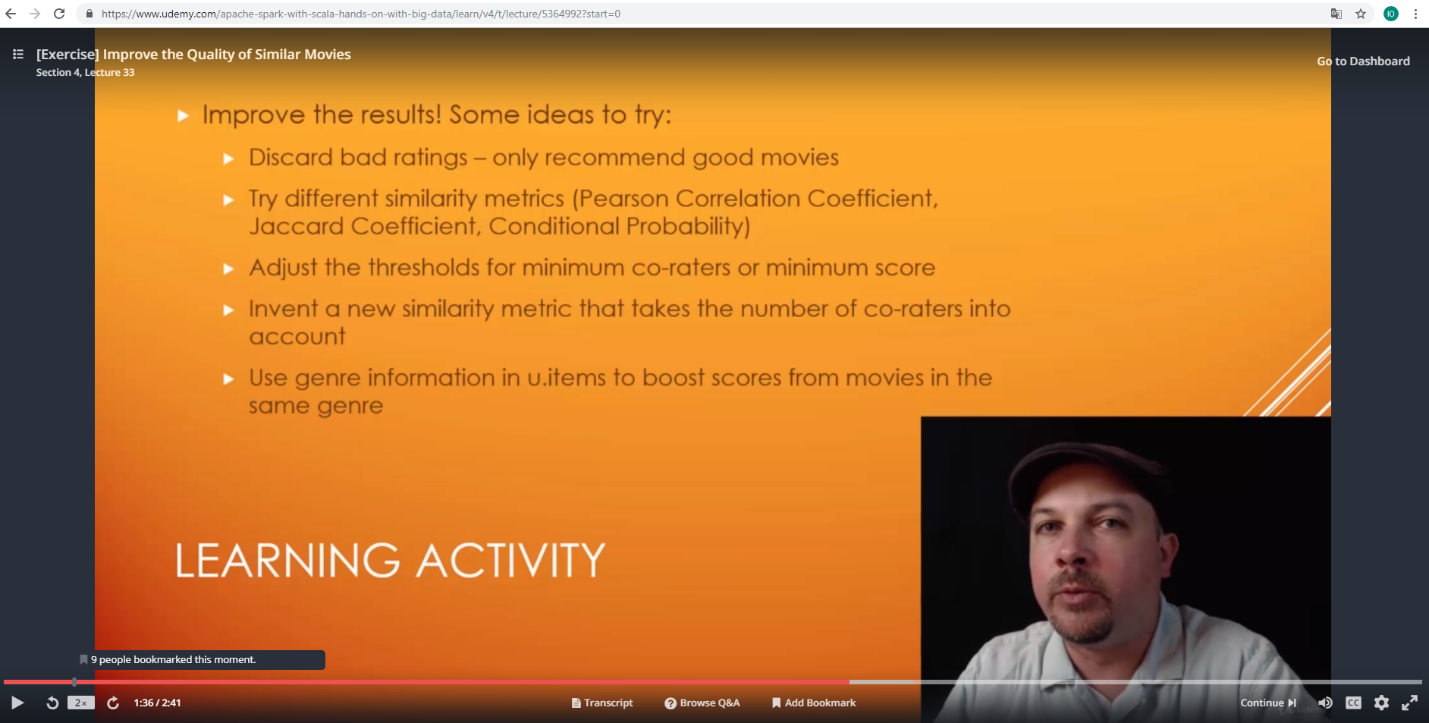 https://www.udemy.com/apache-spark-with-scala-hands-on-with-big-data/learn/v4/t/lecture/5364992?start=0
Ю
[Exercise] Improve the Quality of Similar Movies
Section 4, Lecture 33
Go to Dashboard
Improve the results! Some ideas to try:
Discard bad ratings – only recommend good movies
Try different similarity metrics (Pearson Correlation Coefficient,
Jaccard Coefficient, Conditional Probability)
Adjust the thresholds for minimum co-raters or minimum score
Invent a new similarity metric that takes the number of co-raters into
account
Use genre information in u.items to boost scores from movies in the
same genre
LEARNING ACTIVITY
9 people bookmarked this moment.
2×
1:36 / 2:41
Transcript
Browse Q&A
Add Bookmark
Continue
CC